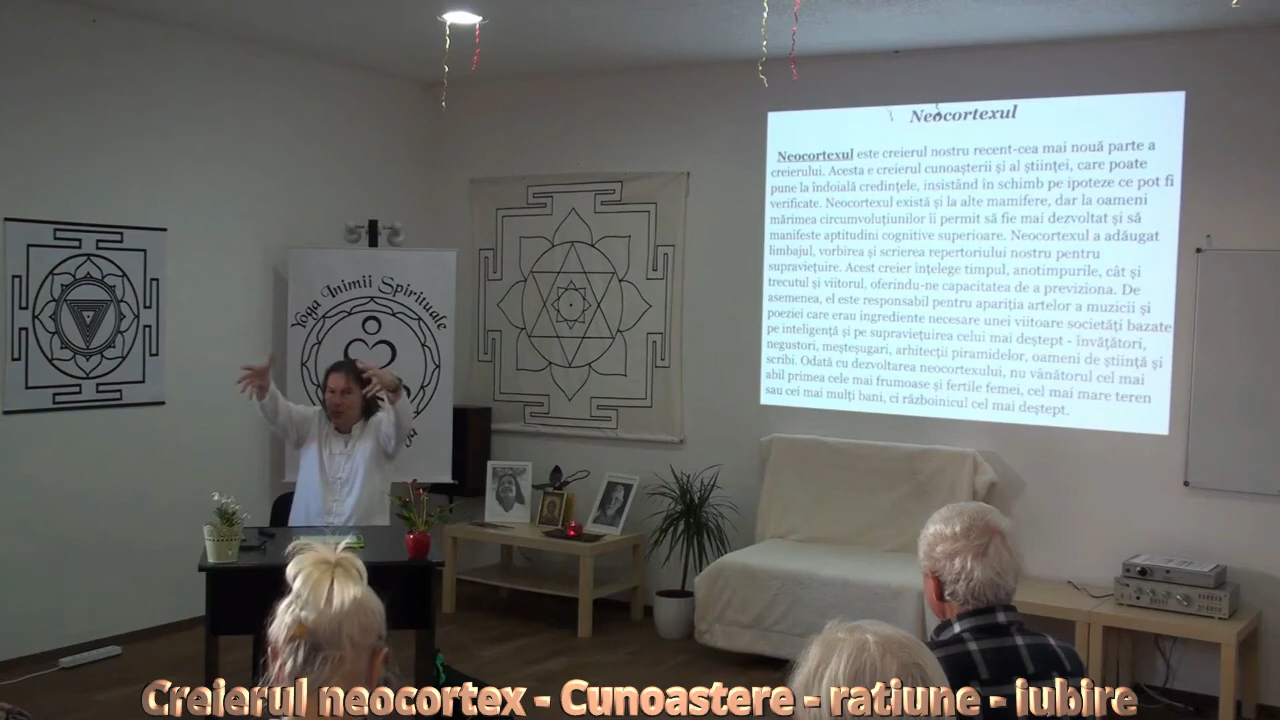 Neocortexul
Neocortexul este creierul nostru recent-cea mai nouă parte a
creierului. Acesta e creierul cunoașterii și al științei, care poate
pune la îndoială credințele, insistând în schimb pe ipoteze ce pot fi
verificate. Neocortexul există și la alte mamifere, dar la oameni
mărimea circumvoluțiunilor îi permit să fie mai dezvoltat și să
manifeste aptitudini cognitive superioare. Neocortexul a adăugat
limbajul, vorbirea și scrierea repertoriului nostru pentru
supraviețuire. Acest creier înțelege timpul, anotimpurile, cât și
trecutul și viitorul, oferindu-ne capacitatea de a previziona. De
asemenea, el este responsabil pentru apariția artelor a muzicii și
poeziei care erau ingrediente necesare unei viitoare societăți bazate
pe inteligență și pe supraviețuirea celui mai deștept - învățători,
negustori, meșteșugari, arhitecții piramidelor, oameni de știință și
scribi. Odată cu dezvoltarea neocortexului, nu vânătorul cel mai
abil primea cele mai frumoase și fertile femei, cel mai mare teren
sau cei mai mulți bani, ci războinicul cel mai deștept.
Yoga Inimii Spirituale
Creierul neocortex - Cunoastere - ratiune - iubire